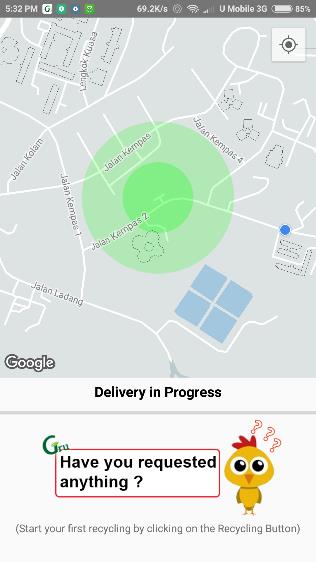 5:32 PM
69.2K/s
U Mobile 3G
85%
Lengkok Kuasa
Jalan Kolam
Jalan Kempas
Jalan Kempas 4
Jalan Kempas 1
Jalan Kempas 2
Jalan Ladang
Google
Delivery in Progress
Gru
Have you requested
anything ?
???
(Start your first recycling by clicking on the Recycling Button)